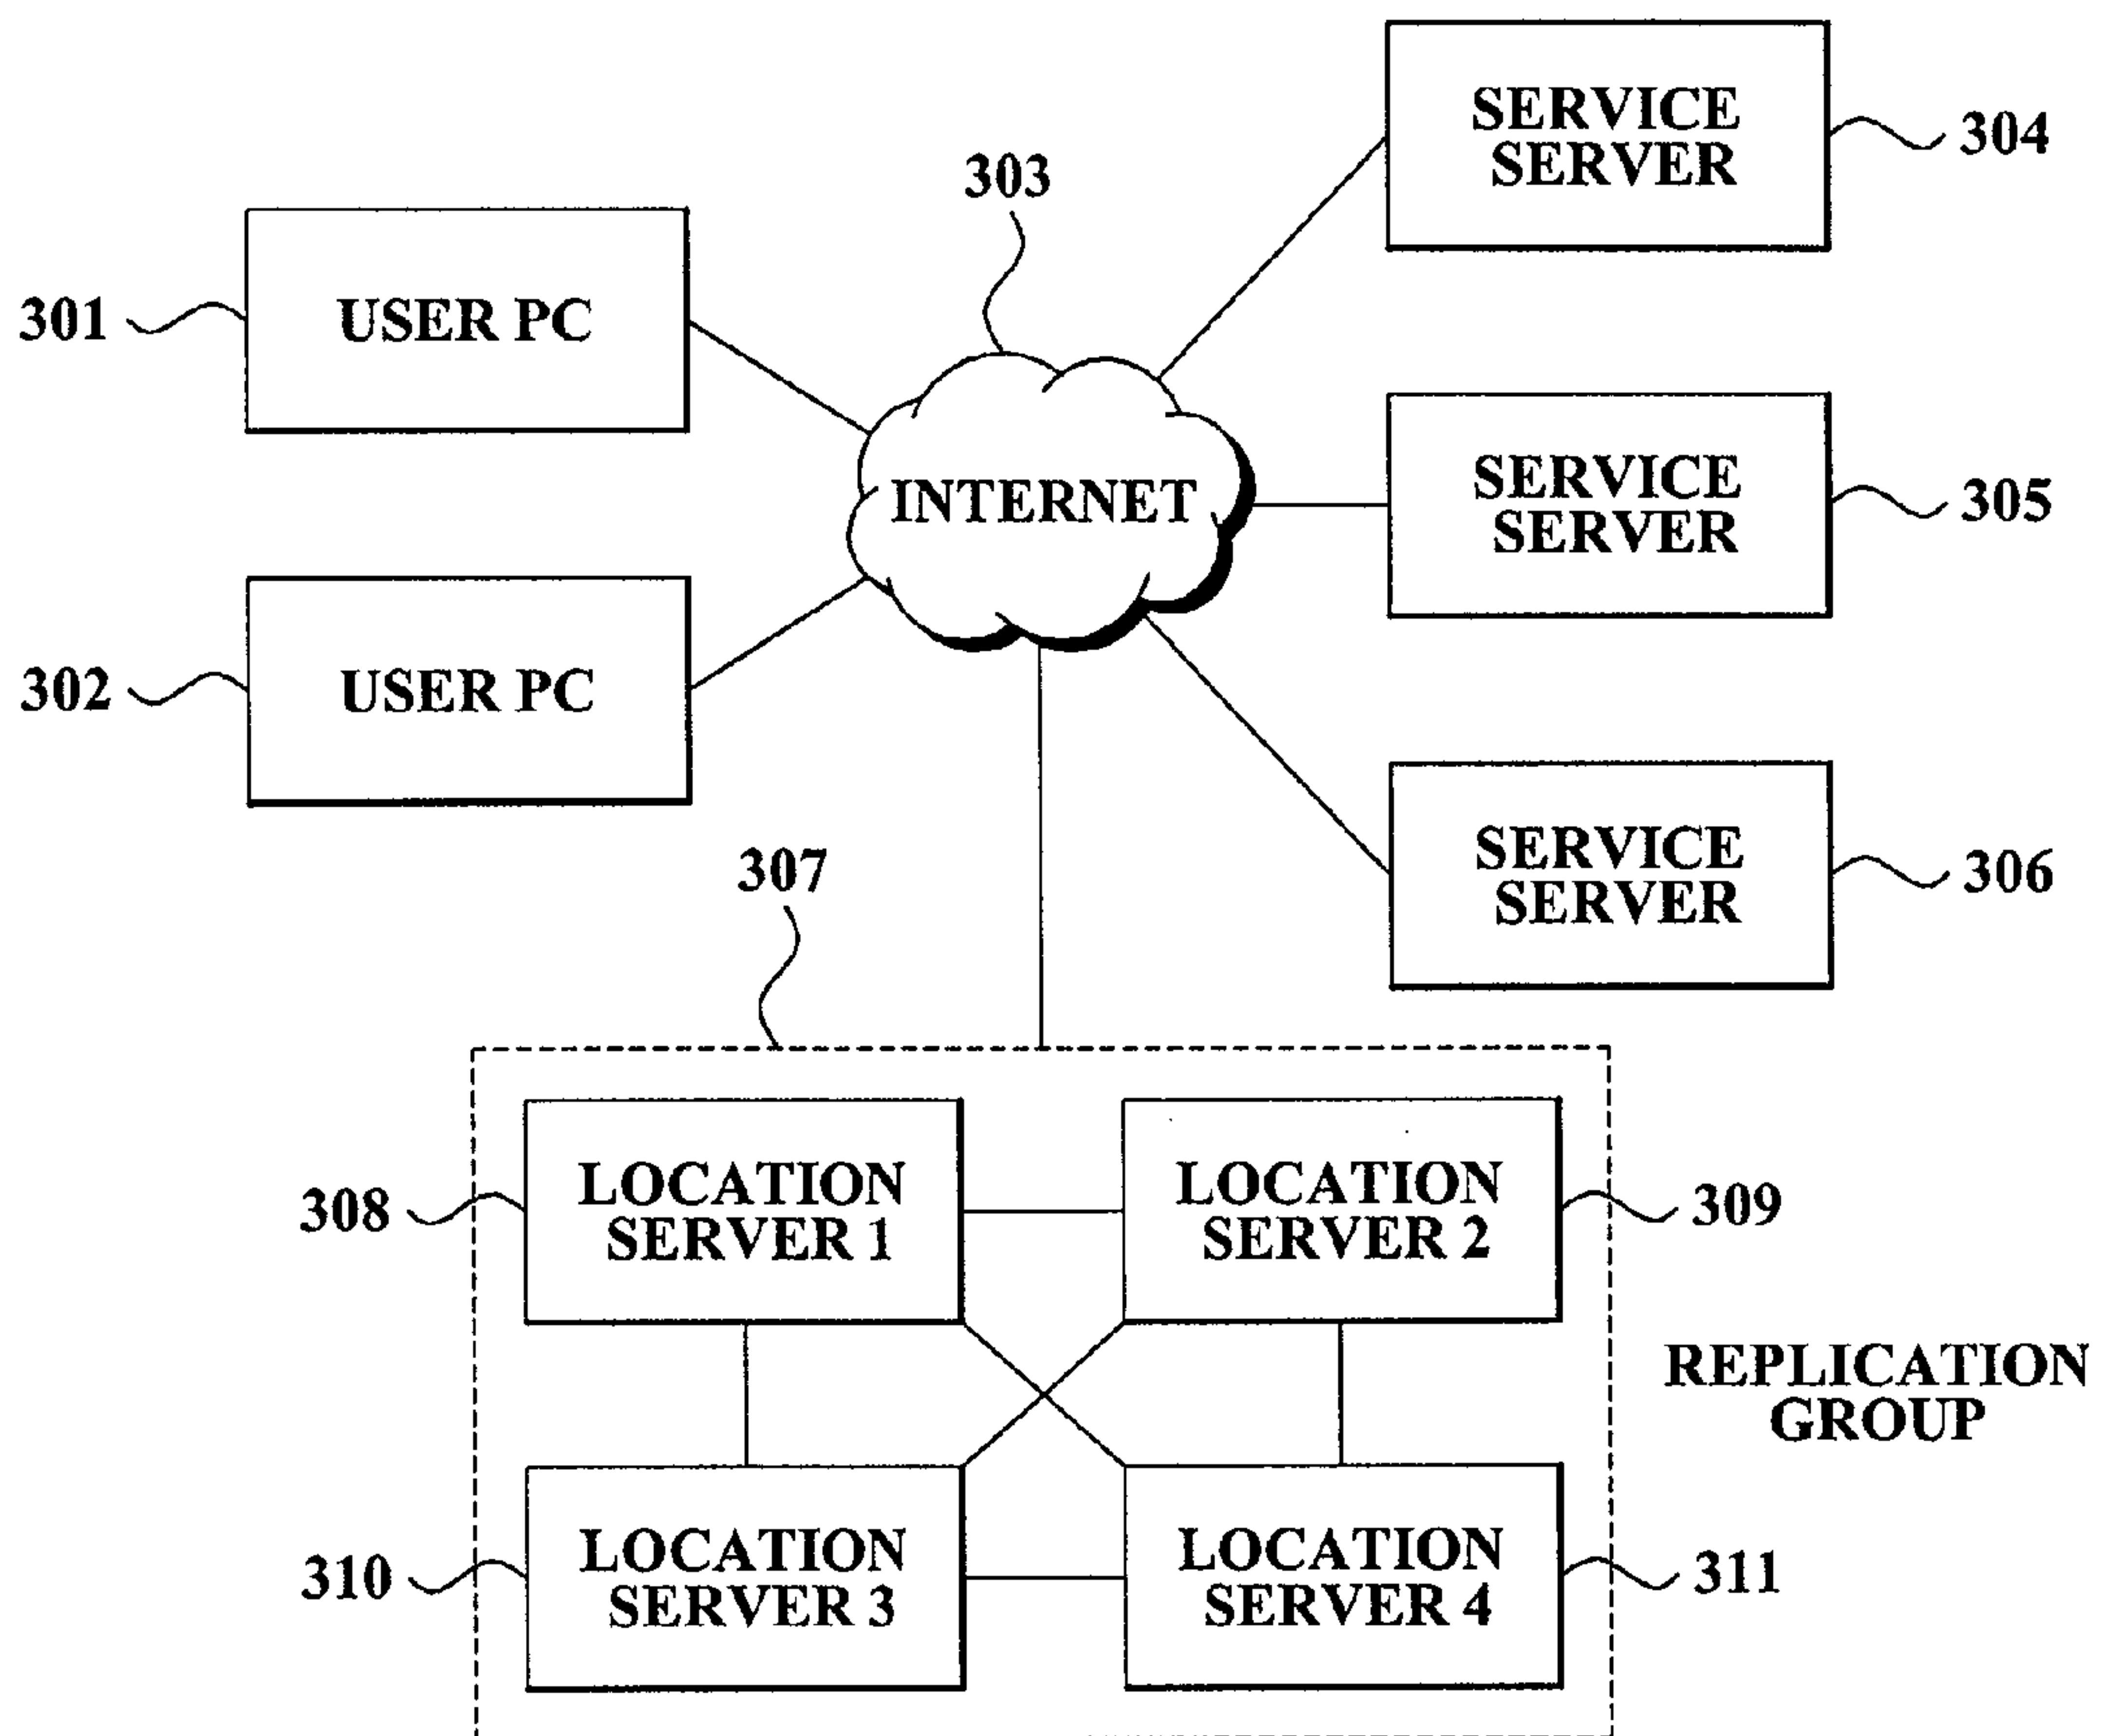 SERVICE
SERVER
304
303
301
USER PC
INTERNET
SERVICE
SERVER
305
302
USER PC
307
SERVICE
SERVER
306
308
LOCATION
SERVER 1
LOCATION
SERVER 2
309
REPLICATION
GROUP
310
LOCATION
SERVER 3
LOCATION
SERVER 4
311